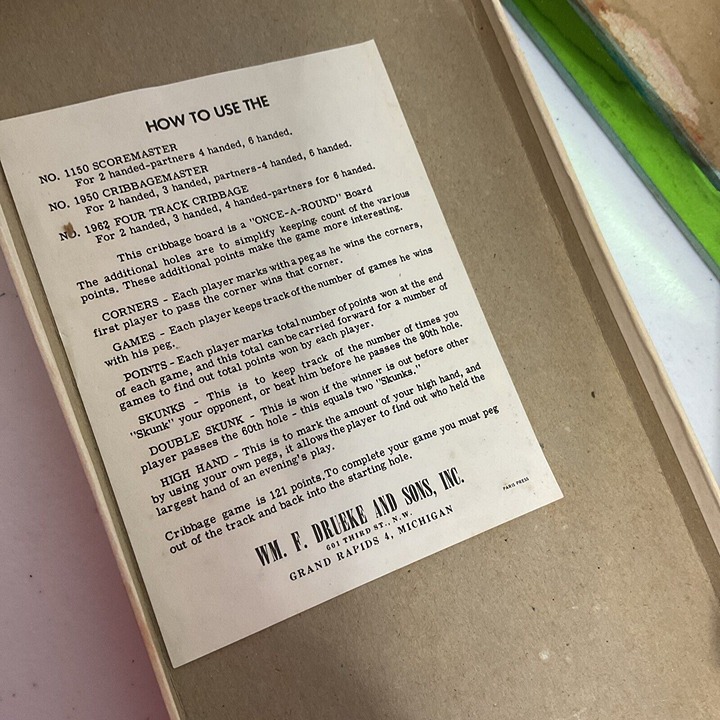 HOW TO USE THE
NO. 1150 SCOREMASTER
For 2 handed-partners 4 handed, 6 handed.
NO. 1950 CRIBBAGEMASTER
For 2 handed, 3 handed, partners-4 handed, 6 handed.
NO. 1962 FOUR TRACK CRIBBAGE
For 2 handed, 3 handed, 4 handed-partners for 6 handed.
This cribbage board is a "ONCE-A-ROUND" Board
The additional holes are to simplify keeping count of the various
points. These additional points make the game more interesting.
CORNERS - Each player marks with a peg as he wins the corners,
first player to pass the corner wins that corner.
GAMES - Each player keeps track of the number of games he wins
with his peg.
POINTS - Each player marks total number of points won at the end
of each game, and this total can be carried forward for a number of
games to find out total points won by each player.
SKUNKS - This is to keep track of the number of times you
"Skunk" your opponent, or beat him before he passes the 90th hole.
DOUBLE SKUNK - This is won if the winner is out before other
player passes the 60th hole - this equals two "Skunks."
HIGH HAND - This is to mark the amount of your high hand, and
by using your own pegs, it allows the player to find out who held the
largest hand of an evening's play.
Cribbage game is 121 points. To complete your game you must peg
out of the track and back into the starting hole.
WM. F. DRUEKE AND SONS, INC.
601 THIRD ST., N.W.
GRAND RAPIDS 4, MICHIGAN
PARIS PRESS